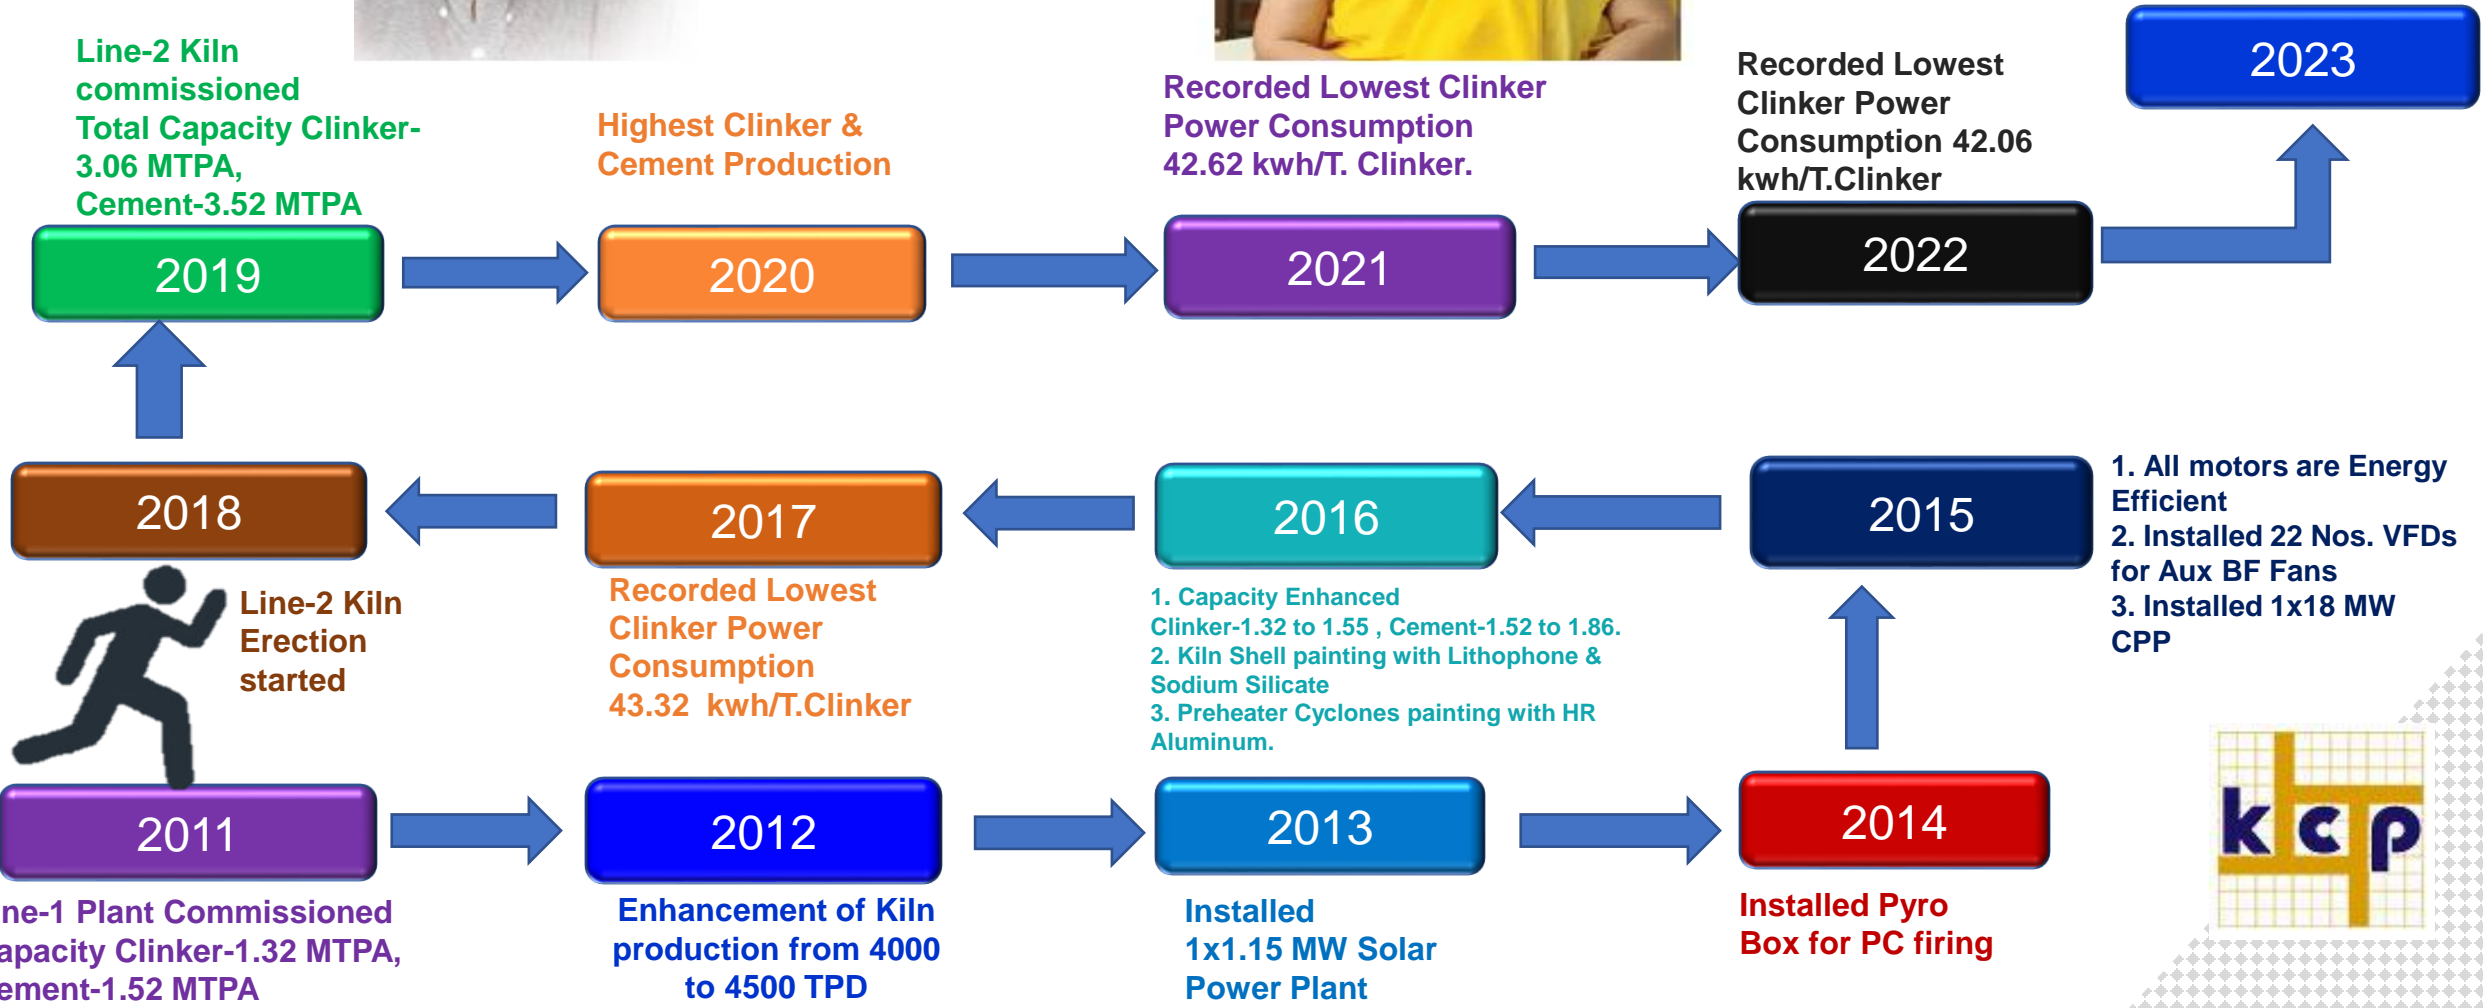 Line-2 Kiln
commissioned
Total Capacity Clinker-
3.06 MTPA,
Cement-3.52 MTPA
2019
Highest Clinker &
Cement Production
2020
Recorded Lowest Clinker
Power Consumption
42.62 kwh/T. Clinker.
2021
Recorded Lowest
Clinker Power
Consumption 42.06
kwh/T.Clinker
2022
2023
2018
Line-2 Kiln
Erection
started
2017
Recorded Lowest
Clinker Power
Consumption
43.32 kwh/T.Clinker
2016
1. Capacity Enhanced
Clinker-1.32 to 1.55 , Cement-1.52 to 1.86.
2. Kiln Shell painting with Lithophone &
Sodium Silicate
3. Preheater Cyclones painting with HR
Aluminum.
2015
1. All motors are Energy
Efficient
2. Installed 22 Nos. VFDs
for Aux BF Fans
3. Installed 1x18 MW
CPP
2011
ne-1 Plant Commissioned
apacity Clinker-1.32 MTPA,
ement-1.52 MTPA
2012
Enhancement of Kiln
production from 4000
to 4500 TPD
2013
Installed
1x1.15 MW Solar
Power Plant
2014
Installed Pyro
Box for PC firing
kcp